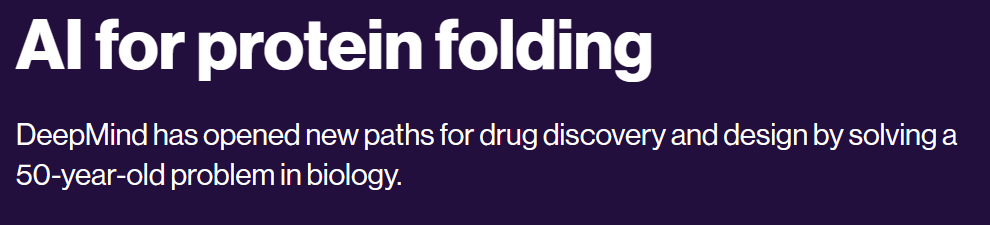 AI for protein folding
DeepMind has opened new paths for drug discovery and design by solving a
50-year-old problem in biology.